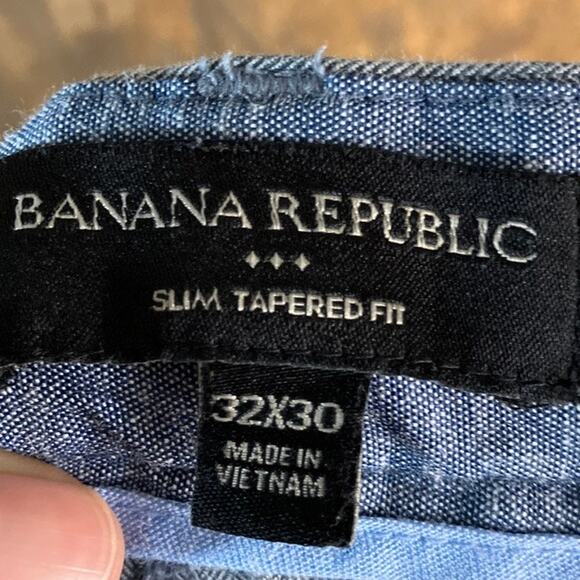 BANANA REPUBLIC
SLIM TAPERED FIT
32X30
MADE IN
VIETNAM